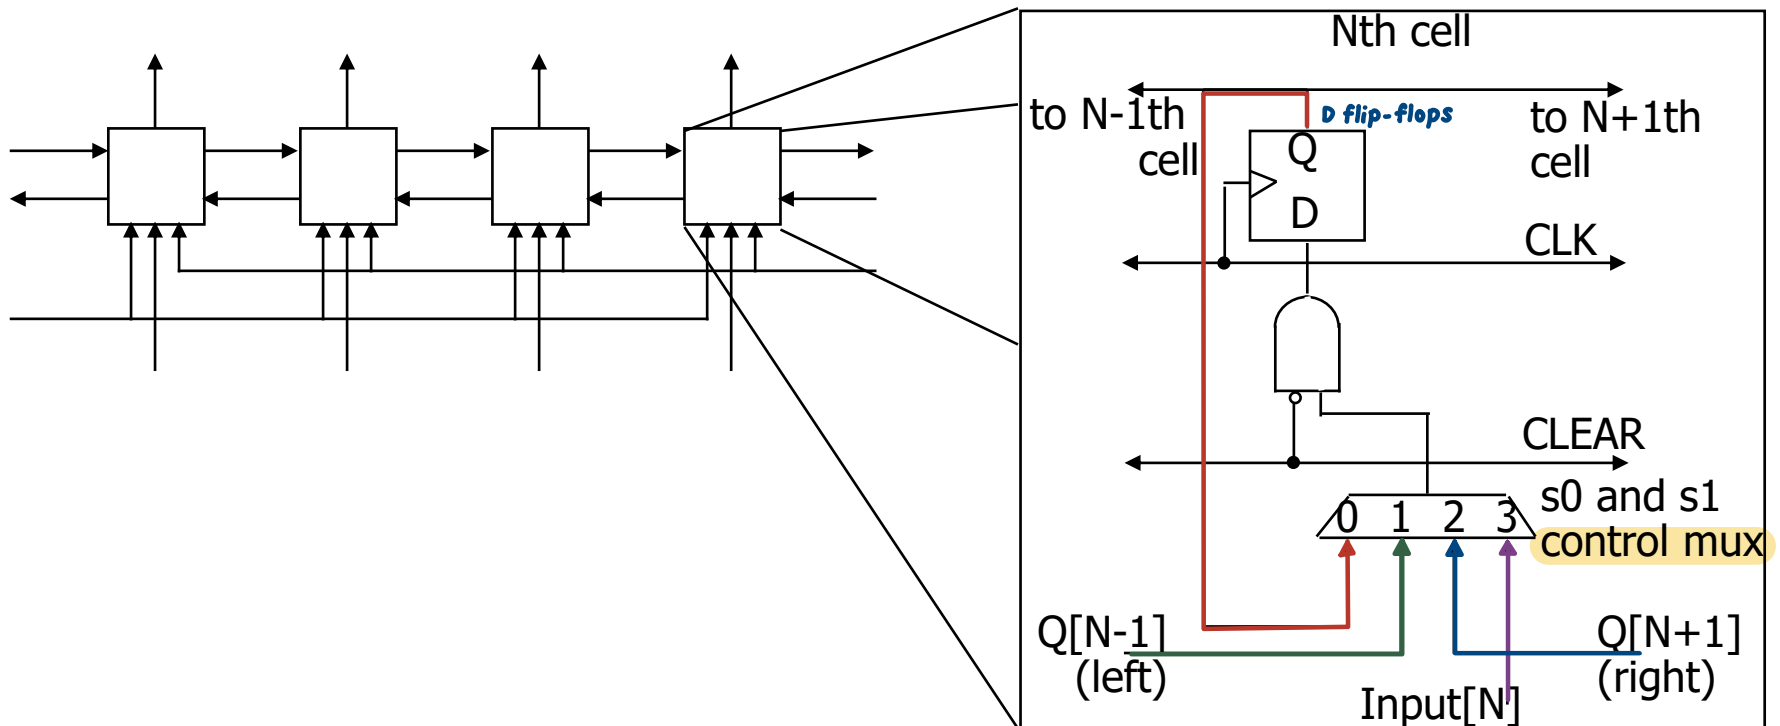 Nth cell
to N-1th
cell
D flip-flops
to N+1th
cell
Q
D
CLK
CLEAR
s0 and s1
control mux
0 1 2 3
Q[N-1]
(left)
Q[N+1]
(right)
Input[N]